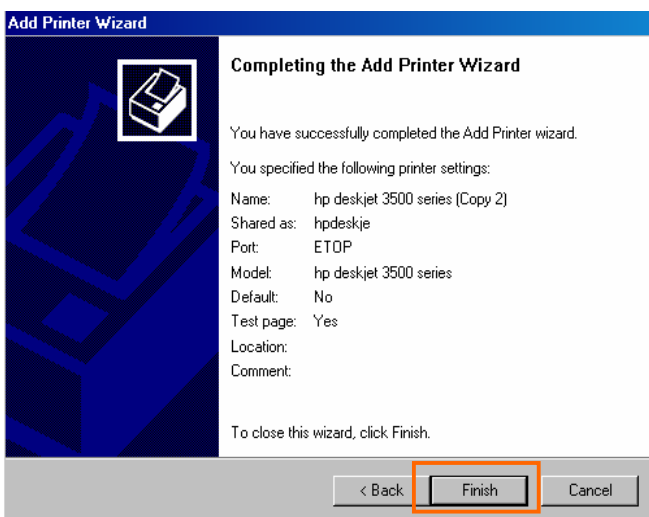 Add Printer Wizard
Completing the Add Printer Wizard
You have successfully completed the Add Printer wizard.
You specified the following printer settings:
Name: hp deskjet 3500 series (Copy 2)
Shared as: hpdeskje
Port: ETOP
Model: hp deskjet 3500 series
Default: No
Test page: Yes
Location:
Comment:
To close this wizard, click Finish.
< Back Finish Cancel